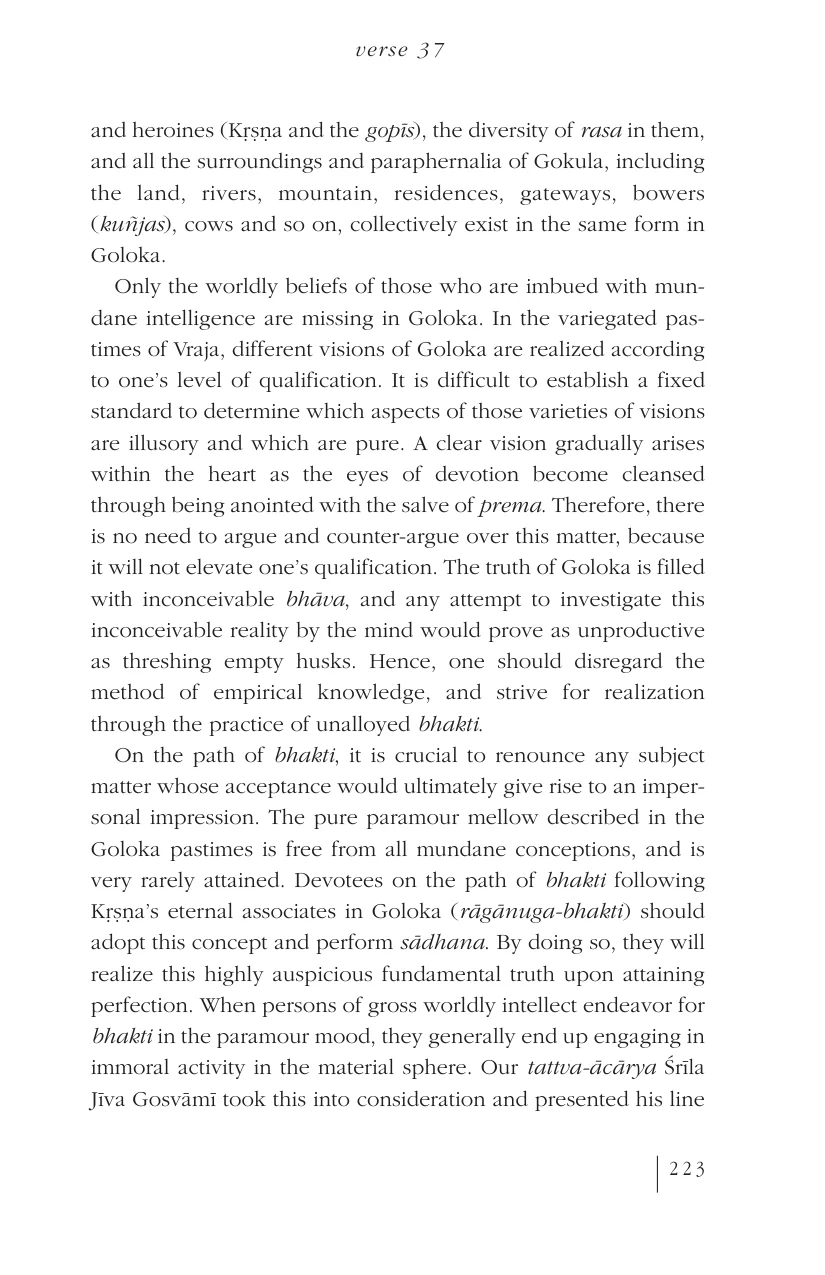 verse 37
and heroines (Kṛṣṇa and the gopīs), the diversity of rasa in them,
and all the surroundings and paraphernalia of Gokula, including
the land, rivers, mountain, residences, gateways, bowers
(kuñjas), cows and so on, collectively exist in the same form in
Goloka.
Only the worldly beliefs of those who are imbued with mun-
dane intelligence are missing in Goloka. In the variegated pas-
times of Vraja, different visions of Goloka are realized according
to one’s level of qualification. It is difficult to establish a fixed
standard to determine which aspects of those varieties of visions
are illusory and which are pure. A clear vision gradually arises
within the heart as the eyes of devotion become cleansed
through being anointed with the salve of prema. Therefore, there
is no need to argue and counter-argue over this matter, because
it will not elevate one’s qualification. The truth of Goloka is filled
with inconceivable bhāva, and any attempt to investigate this
inconceivable reality by the mind would prove as unproductive
as threshing empty husks. Hence, one should disregard the
method of empirical knowledge, and strive for realization
through the practice of unalloyed bhakti.
On the path of bhakti, it is crucial to renounce any subject
matter whose acceptance would ultimately give rise to an imper-
sonal impression. The pure paramour mellow described in the
Goloka pastimes is free from all mundane conceptions, and is
very rarely attained. Devotees on the path of bhakti following
Kṛṣṇa’s eternal associates in Goloka (rāgānuga-bhakti) should
adopt this concept and perform sādhana. By doing so, they will
realize this highly auspicious fundamental truth upon attaining
perfection. When persons of gross worldly intellect endeavor for
bhakti in the paramour mood, they generally end up engaging in
immoral activity in the material sphere. Our tattva-ācārya Śrīla
Jīva Gosvāmī took this into consideration and presented his line
223